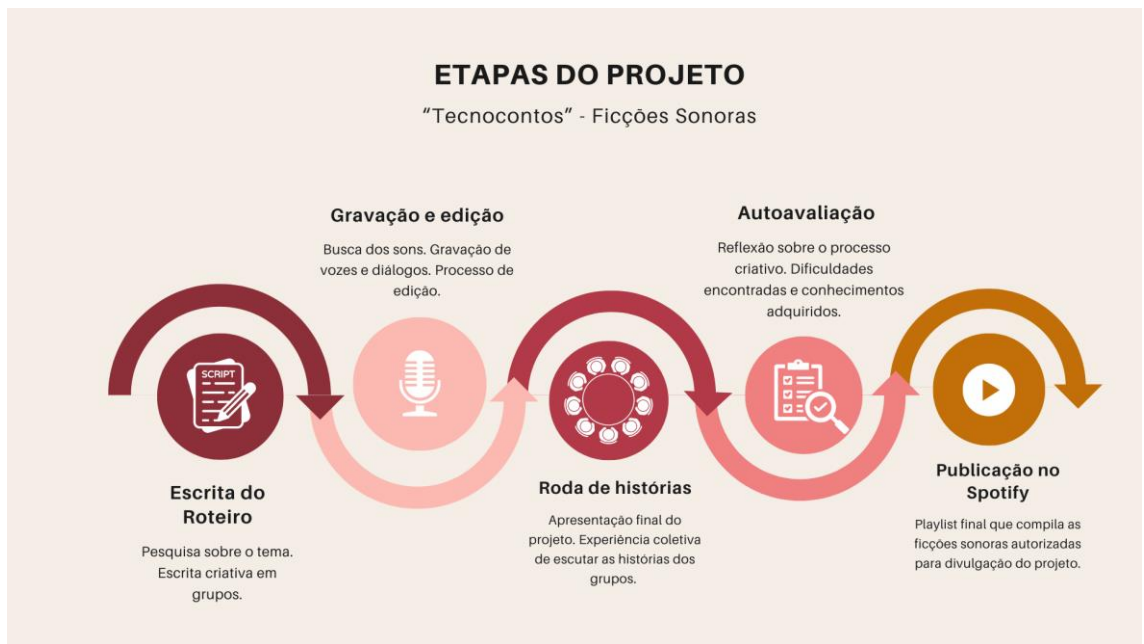 ETAPAS DO PROJETO
“Tecnocontos” - Ficções Sonoras
Escrita do
Roteiro
Pesquisa sobre o tema.
Escrita criativa em
grupos.
SCRIPT
Gravação e edição
Busca dos sons. Gravação de
vozes e diálogos. Processo de
edição.
Roda de histórias
Apresentação final do
projeto. Experiência coletiva
de escutar as histórias dos
grupos.
Autoavaliação
Reflexão sobre o processo
criativo. Dificuldades
encontradas e conhecimentos
adquiridos.
Publicação no
Spotify
Playlist final que compila as
ficções sonoras autorizadas
para divulgação do projeto.